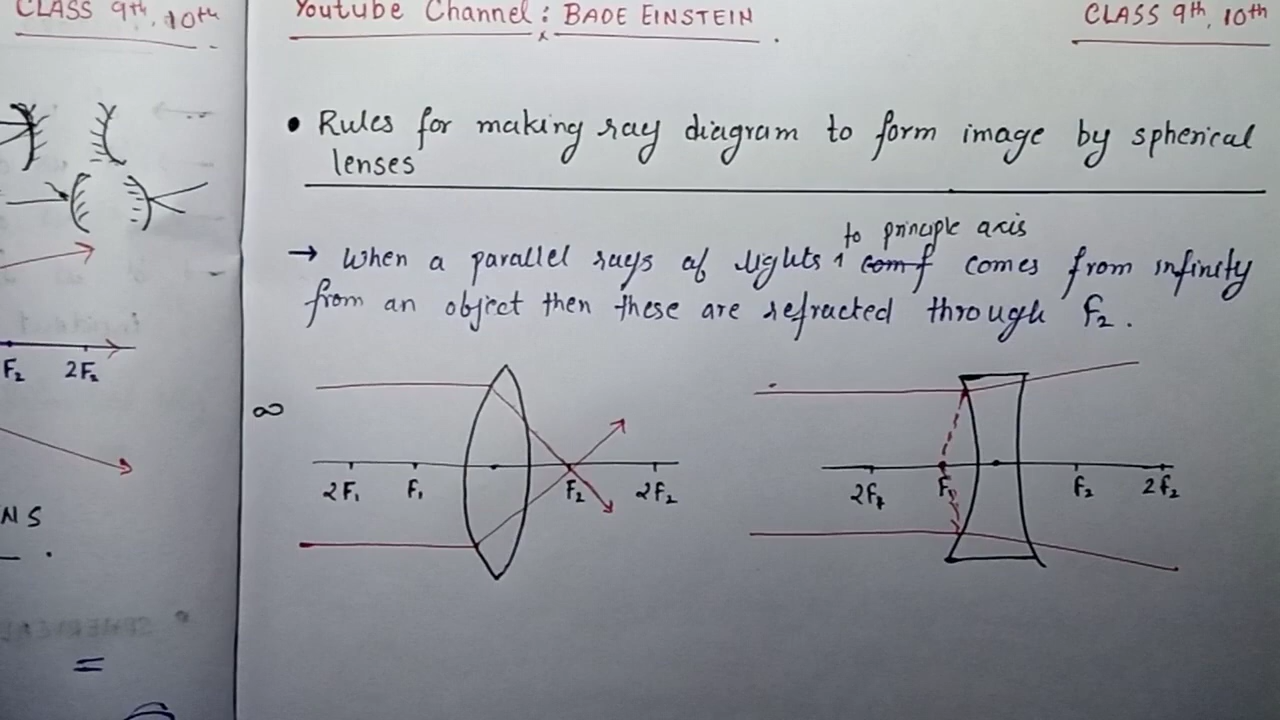 CLASS 9th, 10th
F2 2F2
NS
=
Youtube Channel: BADE EINSTEIN
CLASS 9th, 10th
• Rules for making ray diagram to form image by spherical
lenses
to principle axis
→ When a parallel rays of lights comes from infinity
from an object then these are refracted through F2.
∞
2F1 F1 F2 2F2
F1 F2 2F2